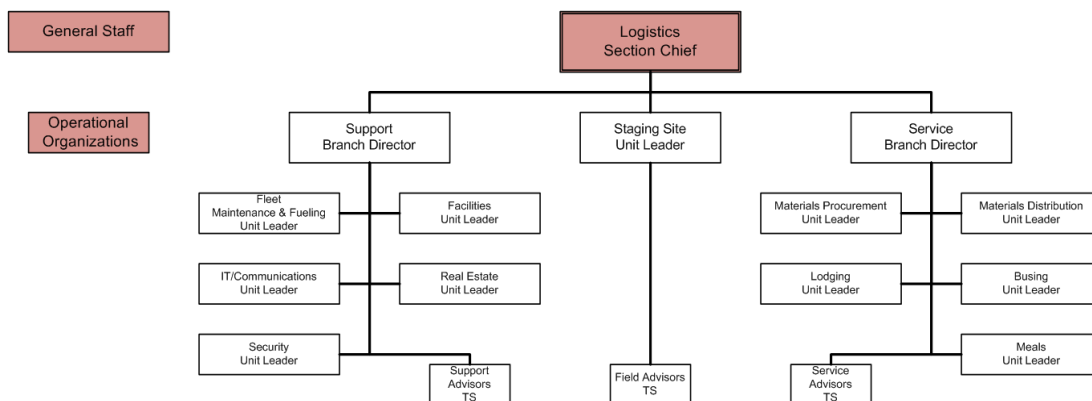 General Staff
Logistics
Section Chief
Operational
Organizations
Support
Branch Director
Staging Site
Unit Leader
Service
Branch Director
Fleet
Maintenance & Fueling
Unit Leader
Facilities
Unit Leader
Materials Procurement
Unit Leader
Materials Distribution
Unit Leader
IT/Communications
Unit Leader
Real Estate
Unit Leader
Lodging
Unit Leader
Busing
Unit Leader
Security
Unit Leader
Meals
Unit Leader
Support
Advisors
TS
Field Advisors
TS
Service
Advisors
TS